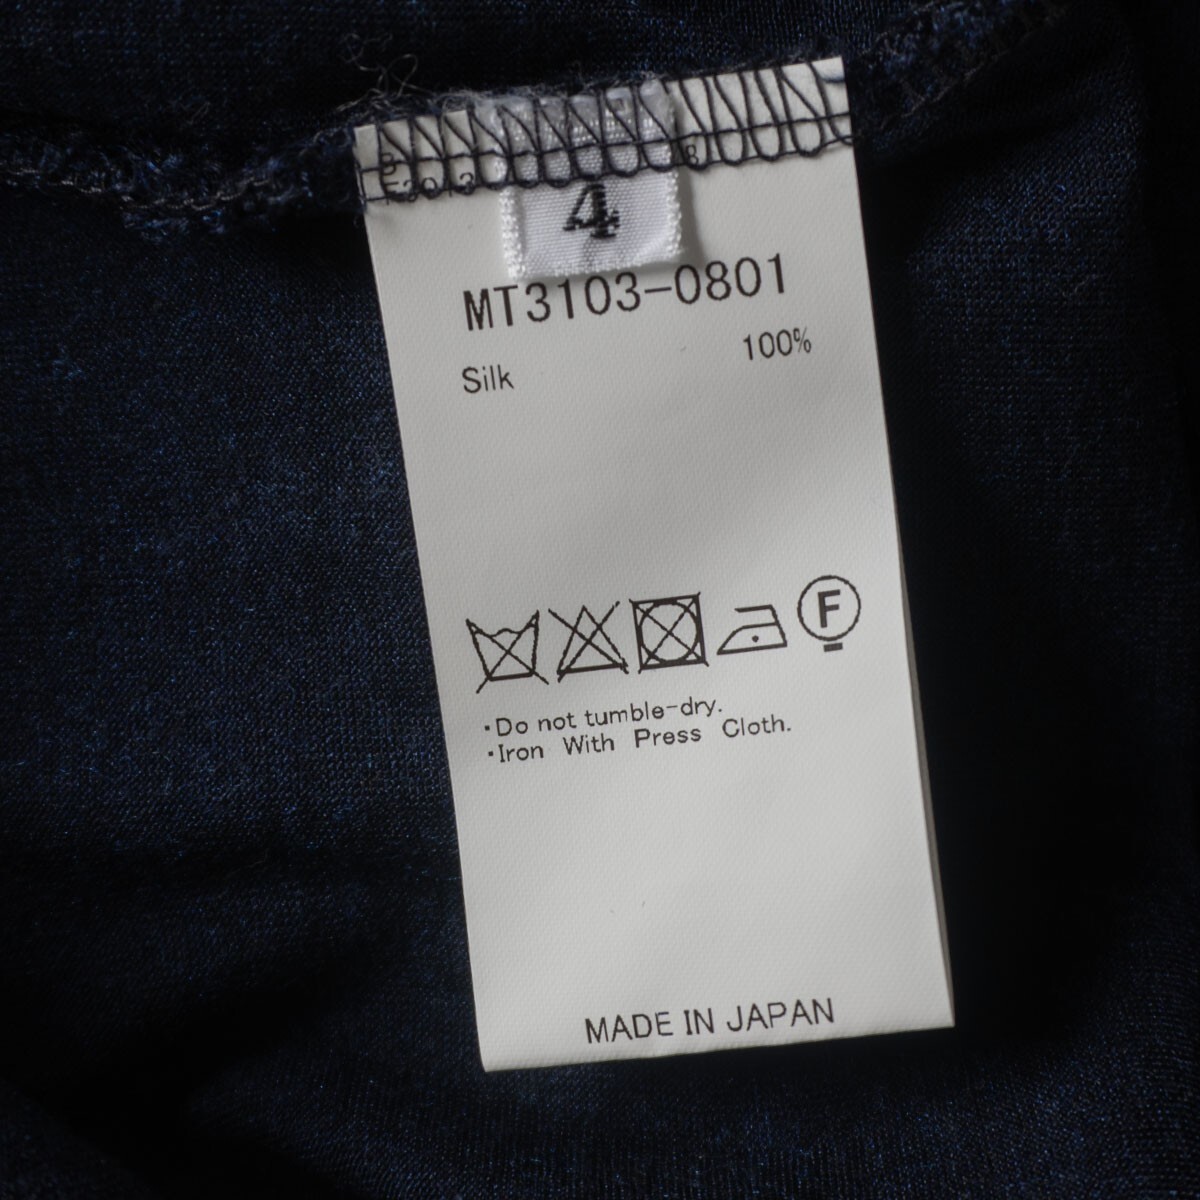 4
MT3103-0801
Silk 100%
F
・Do not tumble-dry.
・Iron With Press Cloth.
MADE IN JAPAN